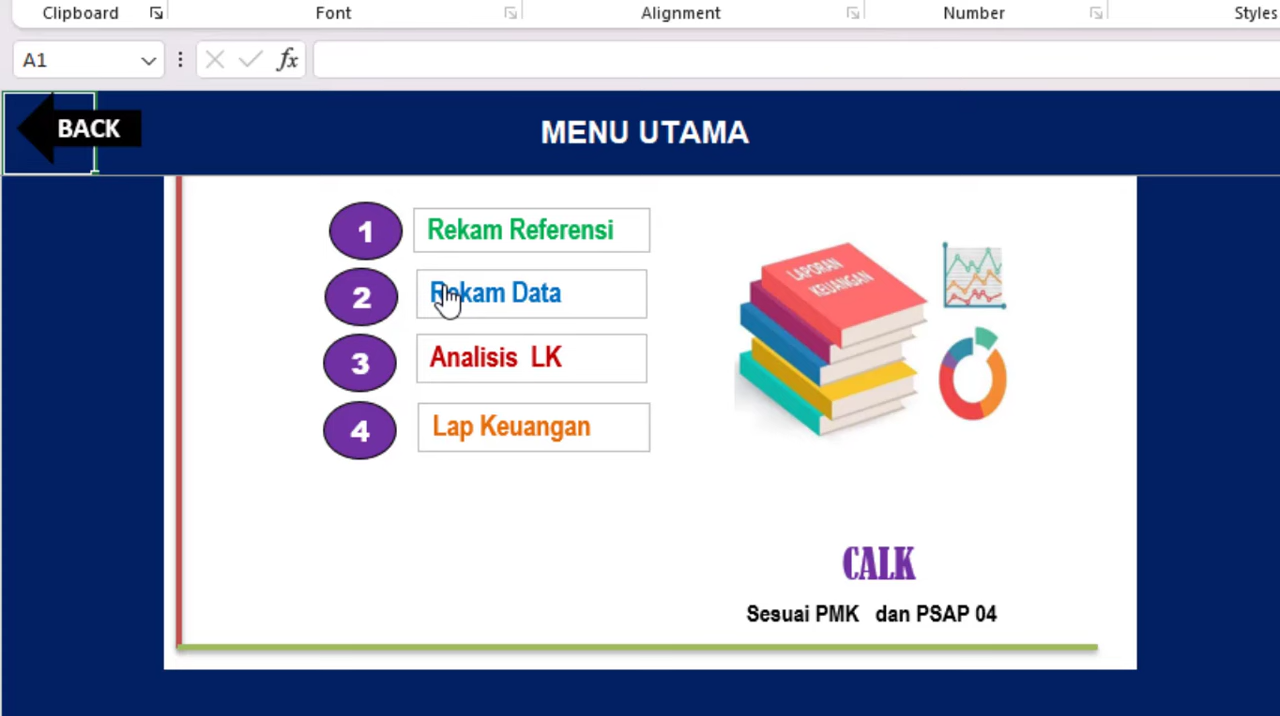 Clipboard Font Alignment Number Styles
A1 fx
BACK
MENU UTAMA
1 Rekam Referensi
2 Rekam Data
3 Analisis LK
4 Lap Keuangan
LAPORAN
KEUANGAN
CALK
Sesuai PMK dan PSAP 04